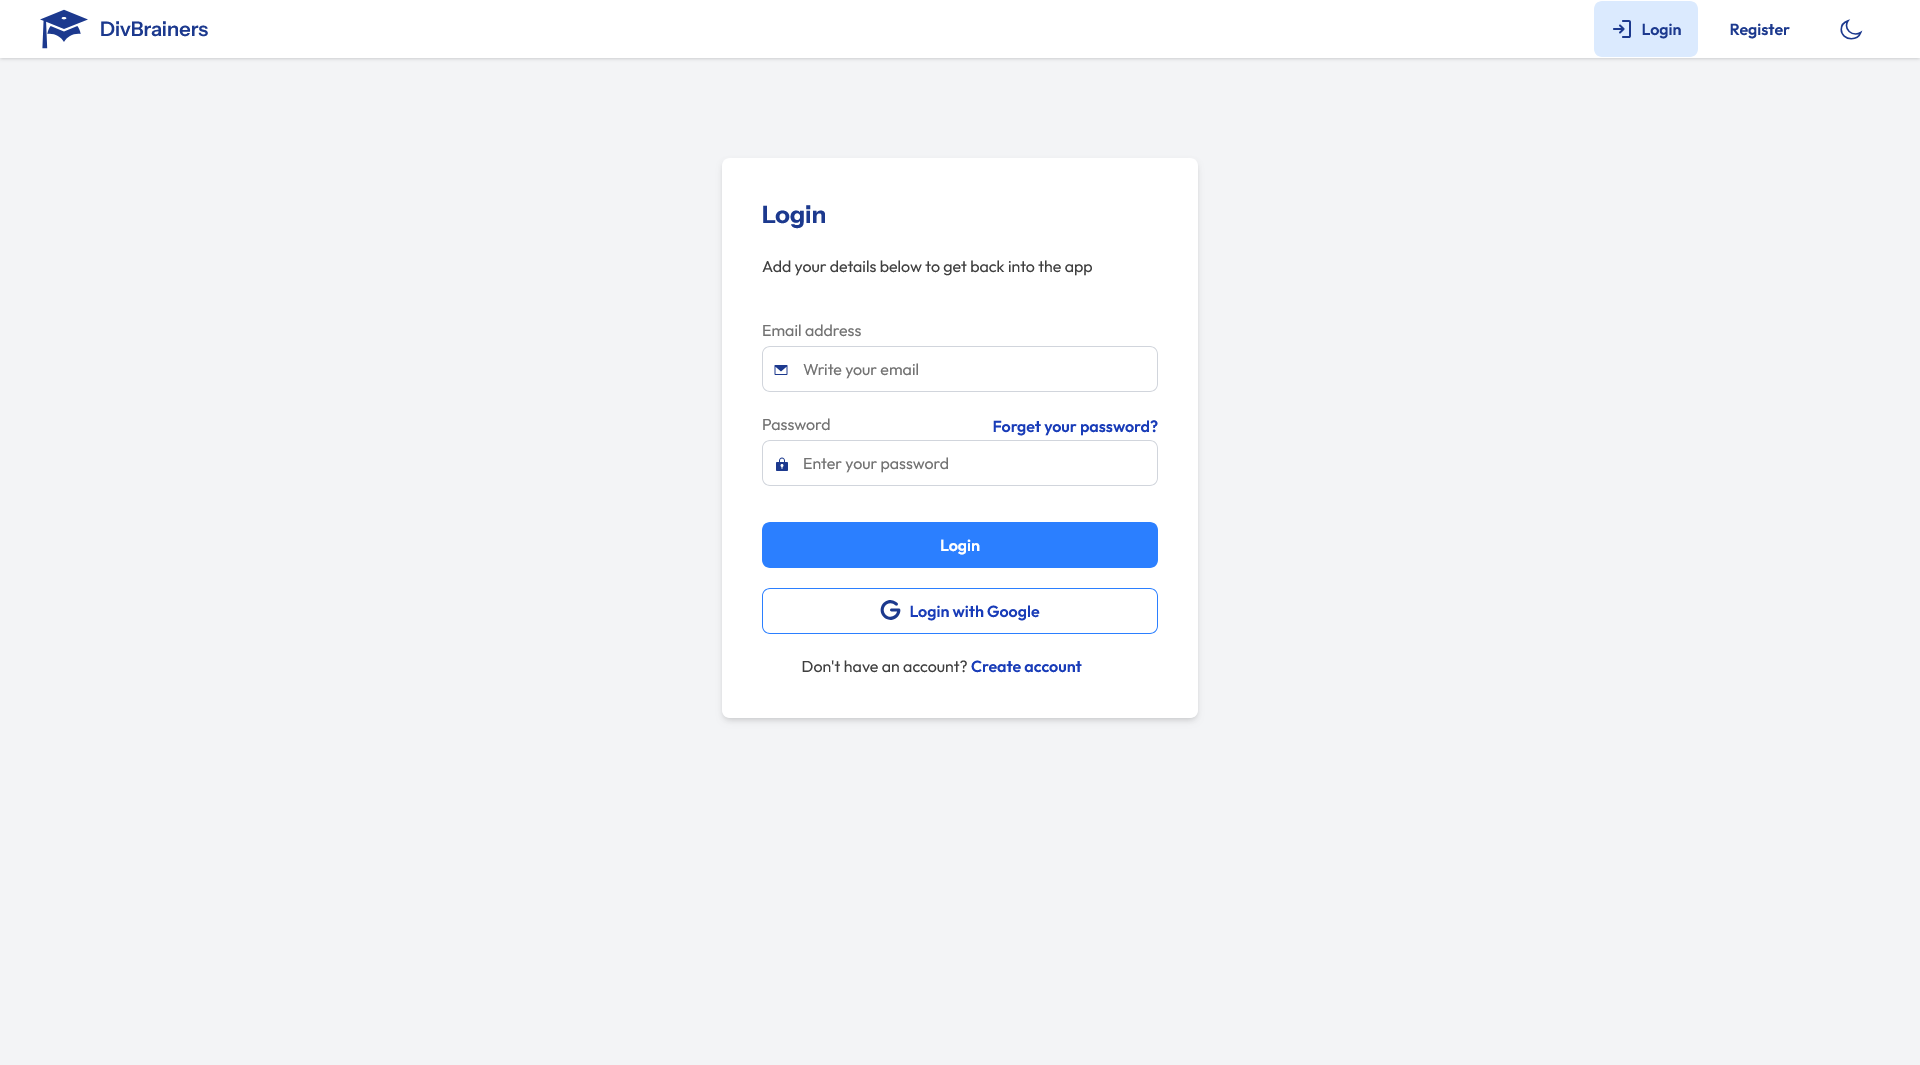 DivBrainers
Login
Register
Login
Add your details below to get back into the app
Email address
Write your email
Password
Forget your password?
Enter your password
Login
Login with Google
Don't have an account? Create account